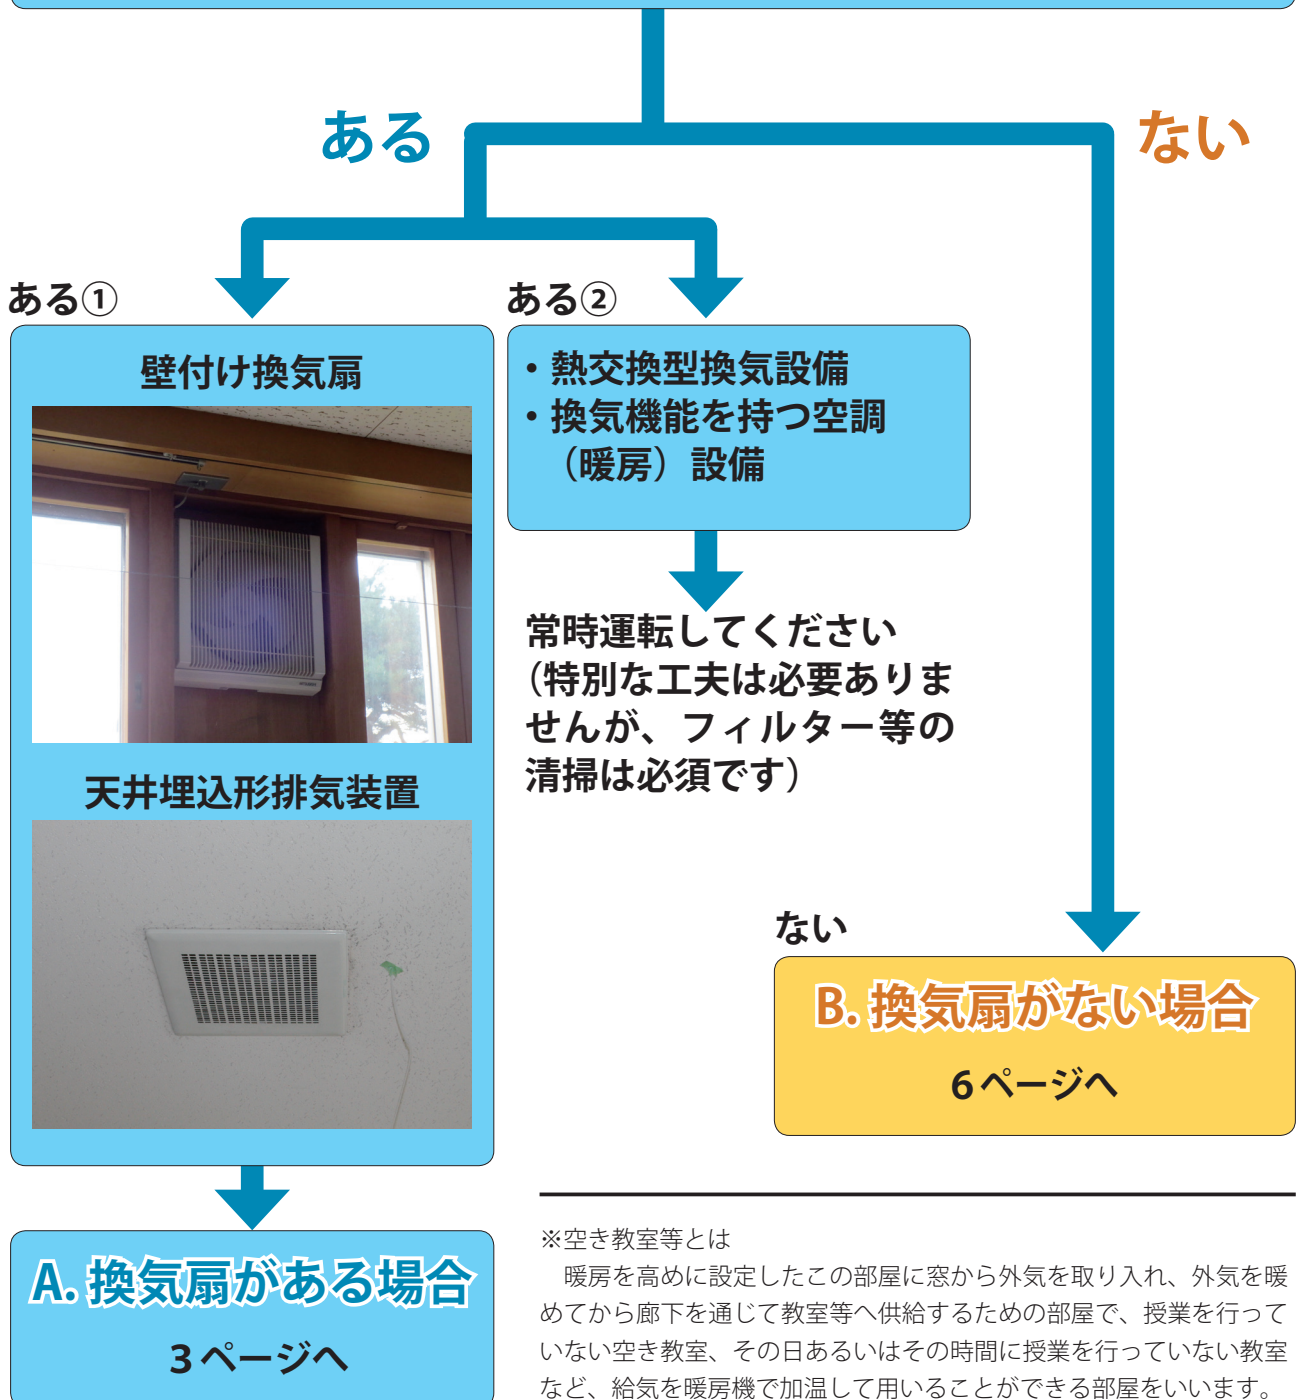 ある
ない
ある①
壁付け換気扇
天井埋込形排気装置
A. 換気扇がある場合
3ページへ
ある②
・熱交換型換気設備
・換気機能を持つ空調
（暖房）設備
常時運転してください
（特別な工夫は必要ありま
せんが、フィルター等の
清掃は必須です）
ない
B. 換気扇がない場合
6ページへ
※空き教室等とは
　暖房を高めに設定したこの部屋に窓から外気を取り入れ、外気を暖
めてから廊下を通じて教室等へ供給するための部屋で、授業を行って
いない空き教室、その日あるいはその時間に授業を行っていない教室
など、給気を暖房機で加温して用いることができる部屋をいいます。